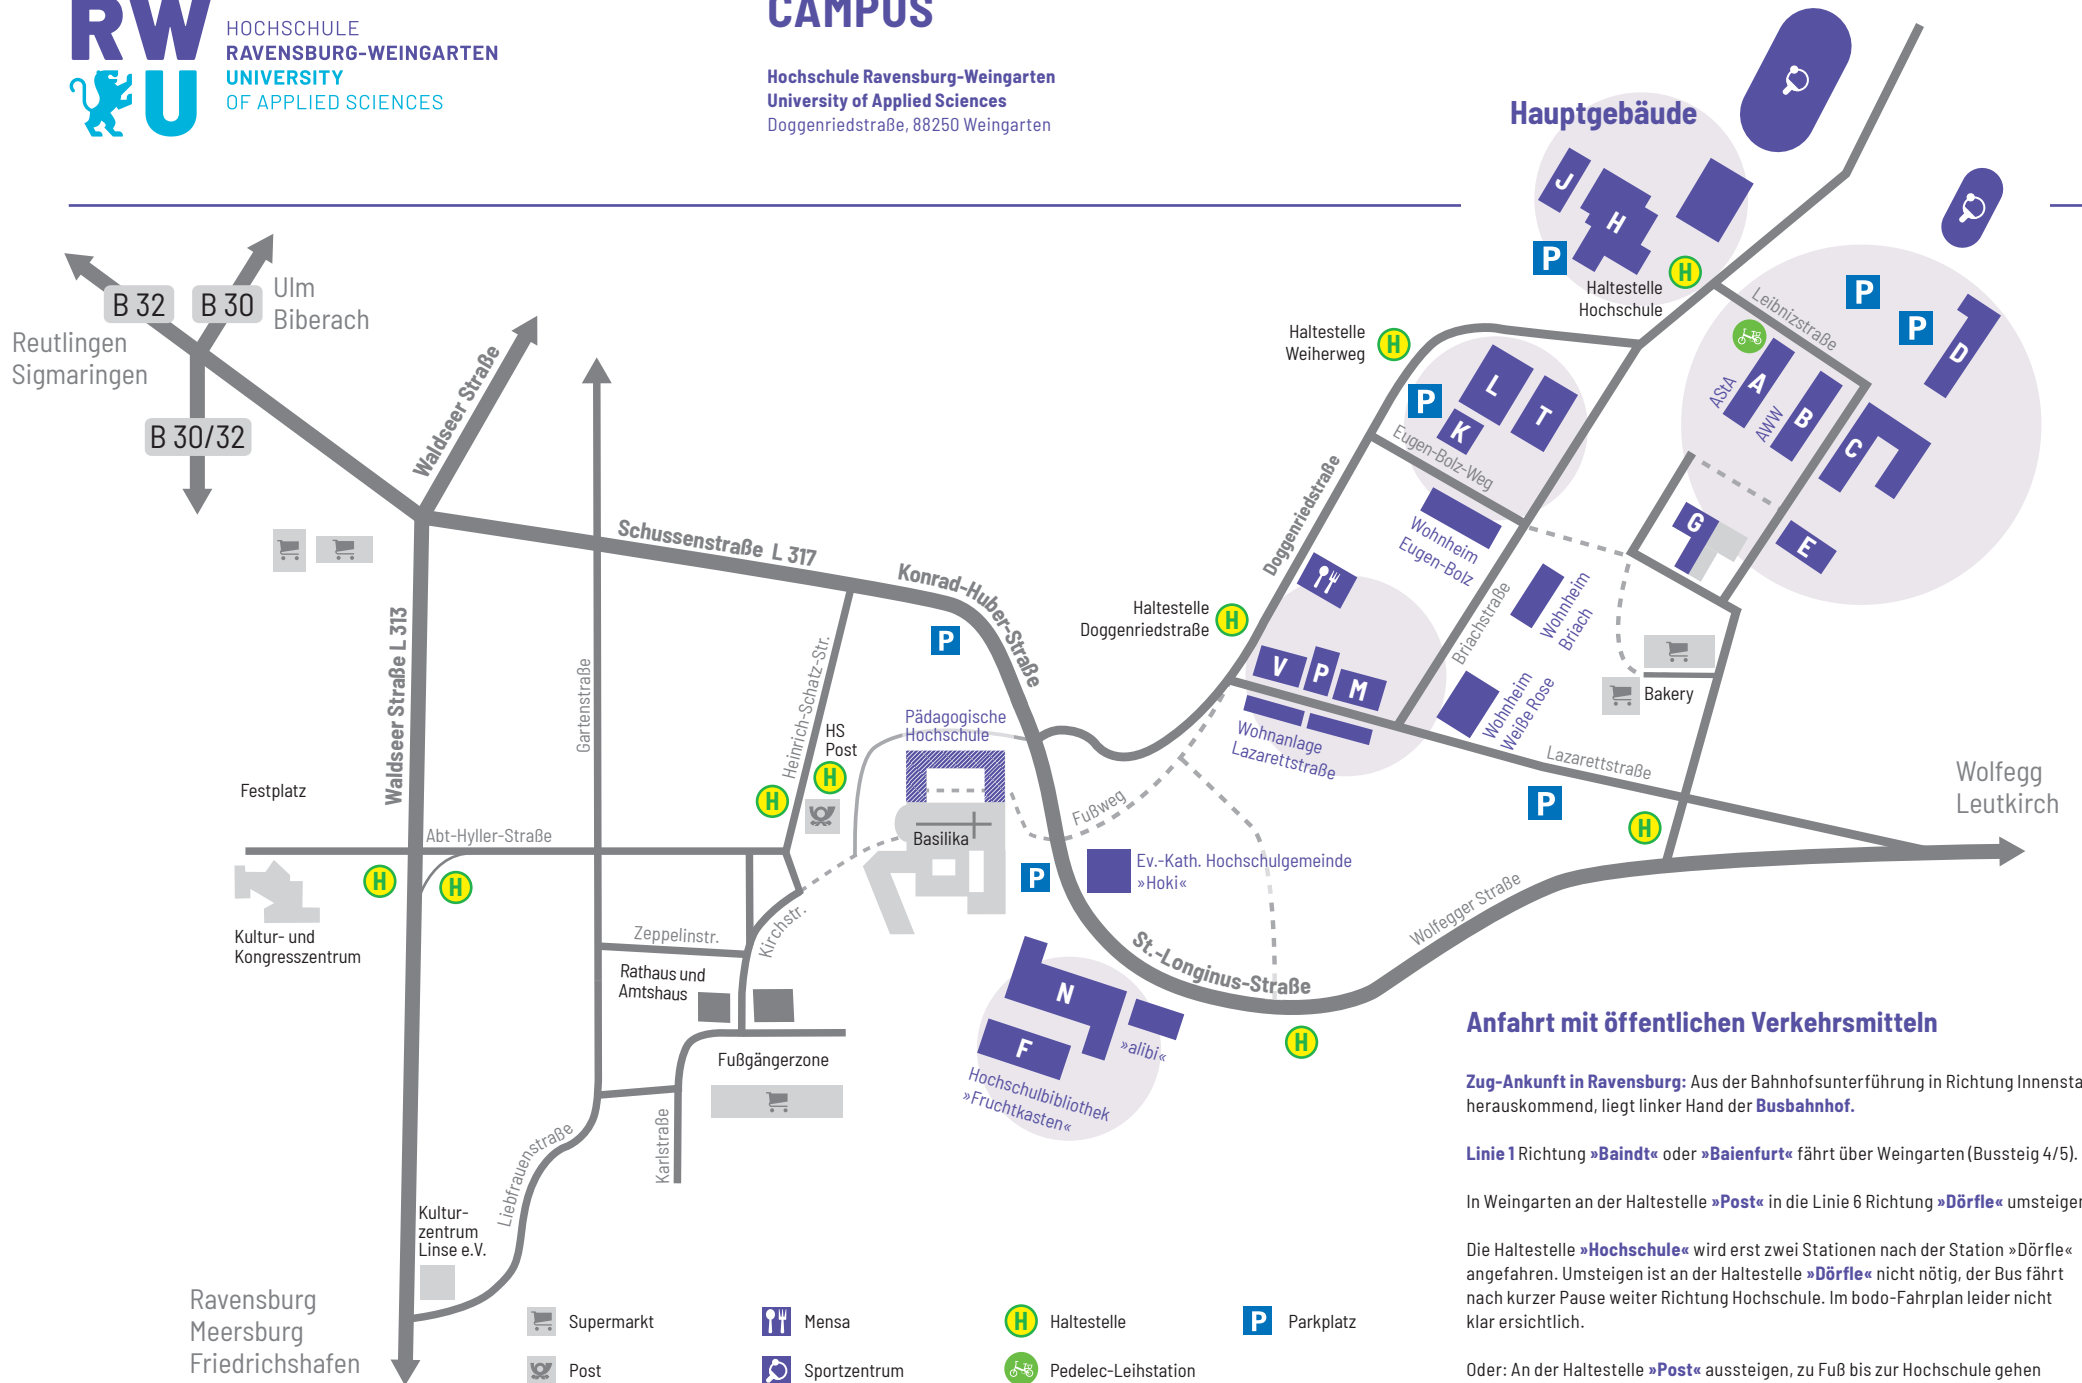 RW
U
HOCHSCHULE
RAVENSBURG-WEINGARTEN
UNIVERSITY
OF APPLIED SCIENCES
CAMPUS
Hochschule Ravensburg-Weingarten
University of Applied Sciences
Doggenriedstraße, 88250 Weingarten
Hauptgebäude
J
H
P
H
Haltestelle
Hochschule
B 32
B 30
Ulm
Biberach
Reutlingen
Sigmaringen
B 30/32
Waldseer Straße
Haltestelle
Weiherweg
H
Leibnizstraße
P
P
D
AStA
A
AWW
B
C
G
E
P
L
T
K
Eugen-Bolz-Weg
Doggenriedstraße
Wohnheim
Eugen-Bolz
Schussenstraße L 317
Konrad-Huber-Straße
P
Haltestelle
Doggenriedstraße
H
Briachstraße
Wohnheim
Briach
V
P
M
Wohnheim
Weiße Rose
Bakery
Wohnanlage
Lazarettstraße
Lazarettstraße
Waldseer Straße L 313
Gartenstraße
Heinrich-Schatz-Str.
HS
Post
H
H
Pädagogische
Hochschule
Basilika
Fußweg
P
H
Wolfegg
Leutkirch
Festplatz
Abt-Hyller-Straße
H
H
Kultur- und
Kongresszentrum
P
Ev.-Kath. Hochschulgemeinde
»Hoki«
Wolfegger Straße
Zeppelinstr.
Kirchstr.
Rathaus und
Amtshaus
St.-Longinus-Straße
H
N
F
»alibi«
Hochschulbibliothek
»Fruchtkasten«
Fußgängerzone
Karlstraße
Liebfrauenstraße
Kultur-
zentrum
Linse e.V.
Ravensburg
Meersburg
Friedrichshafen
Supermarkt
Mensa
H Haltestelle
P Parkplatz
Post
Sportzentrum
Pedelec-Leihstation
Anfahrt mit öffentlichen Verkehrsmitteln
Zug-Ankunft in Ravensburg: Aus der Bahnhofsunterführung in Richtung Innensta
herauskommend, liegt linker Hand der Busbahnhof.
Linie 1 Richtung »Baindt« oder »Baienfurt« fährt über Weingarten (Bussteig 4/5).
In Weingarten an der Haltestelle »Post« in die Linie 6 Richtung »Dörfle« umsteigen
Die Haltestelle »Hochschule« wird erst zwei Stationen nach der Station »Dörfle«
angefahren. Umsteigen ist an der Haltestelle »Dörfle« nicht nötig, der Bus fährt
nach kurzer Pause weiter Richtung Hochschule. Im bodo-Fahrplan leider nicht
klar ersichtlich.
Oder: An der Haltestelle »Post« aussteigen, zu Fuß bis zur Hochschule gehen